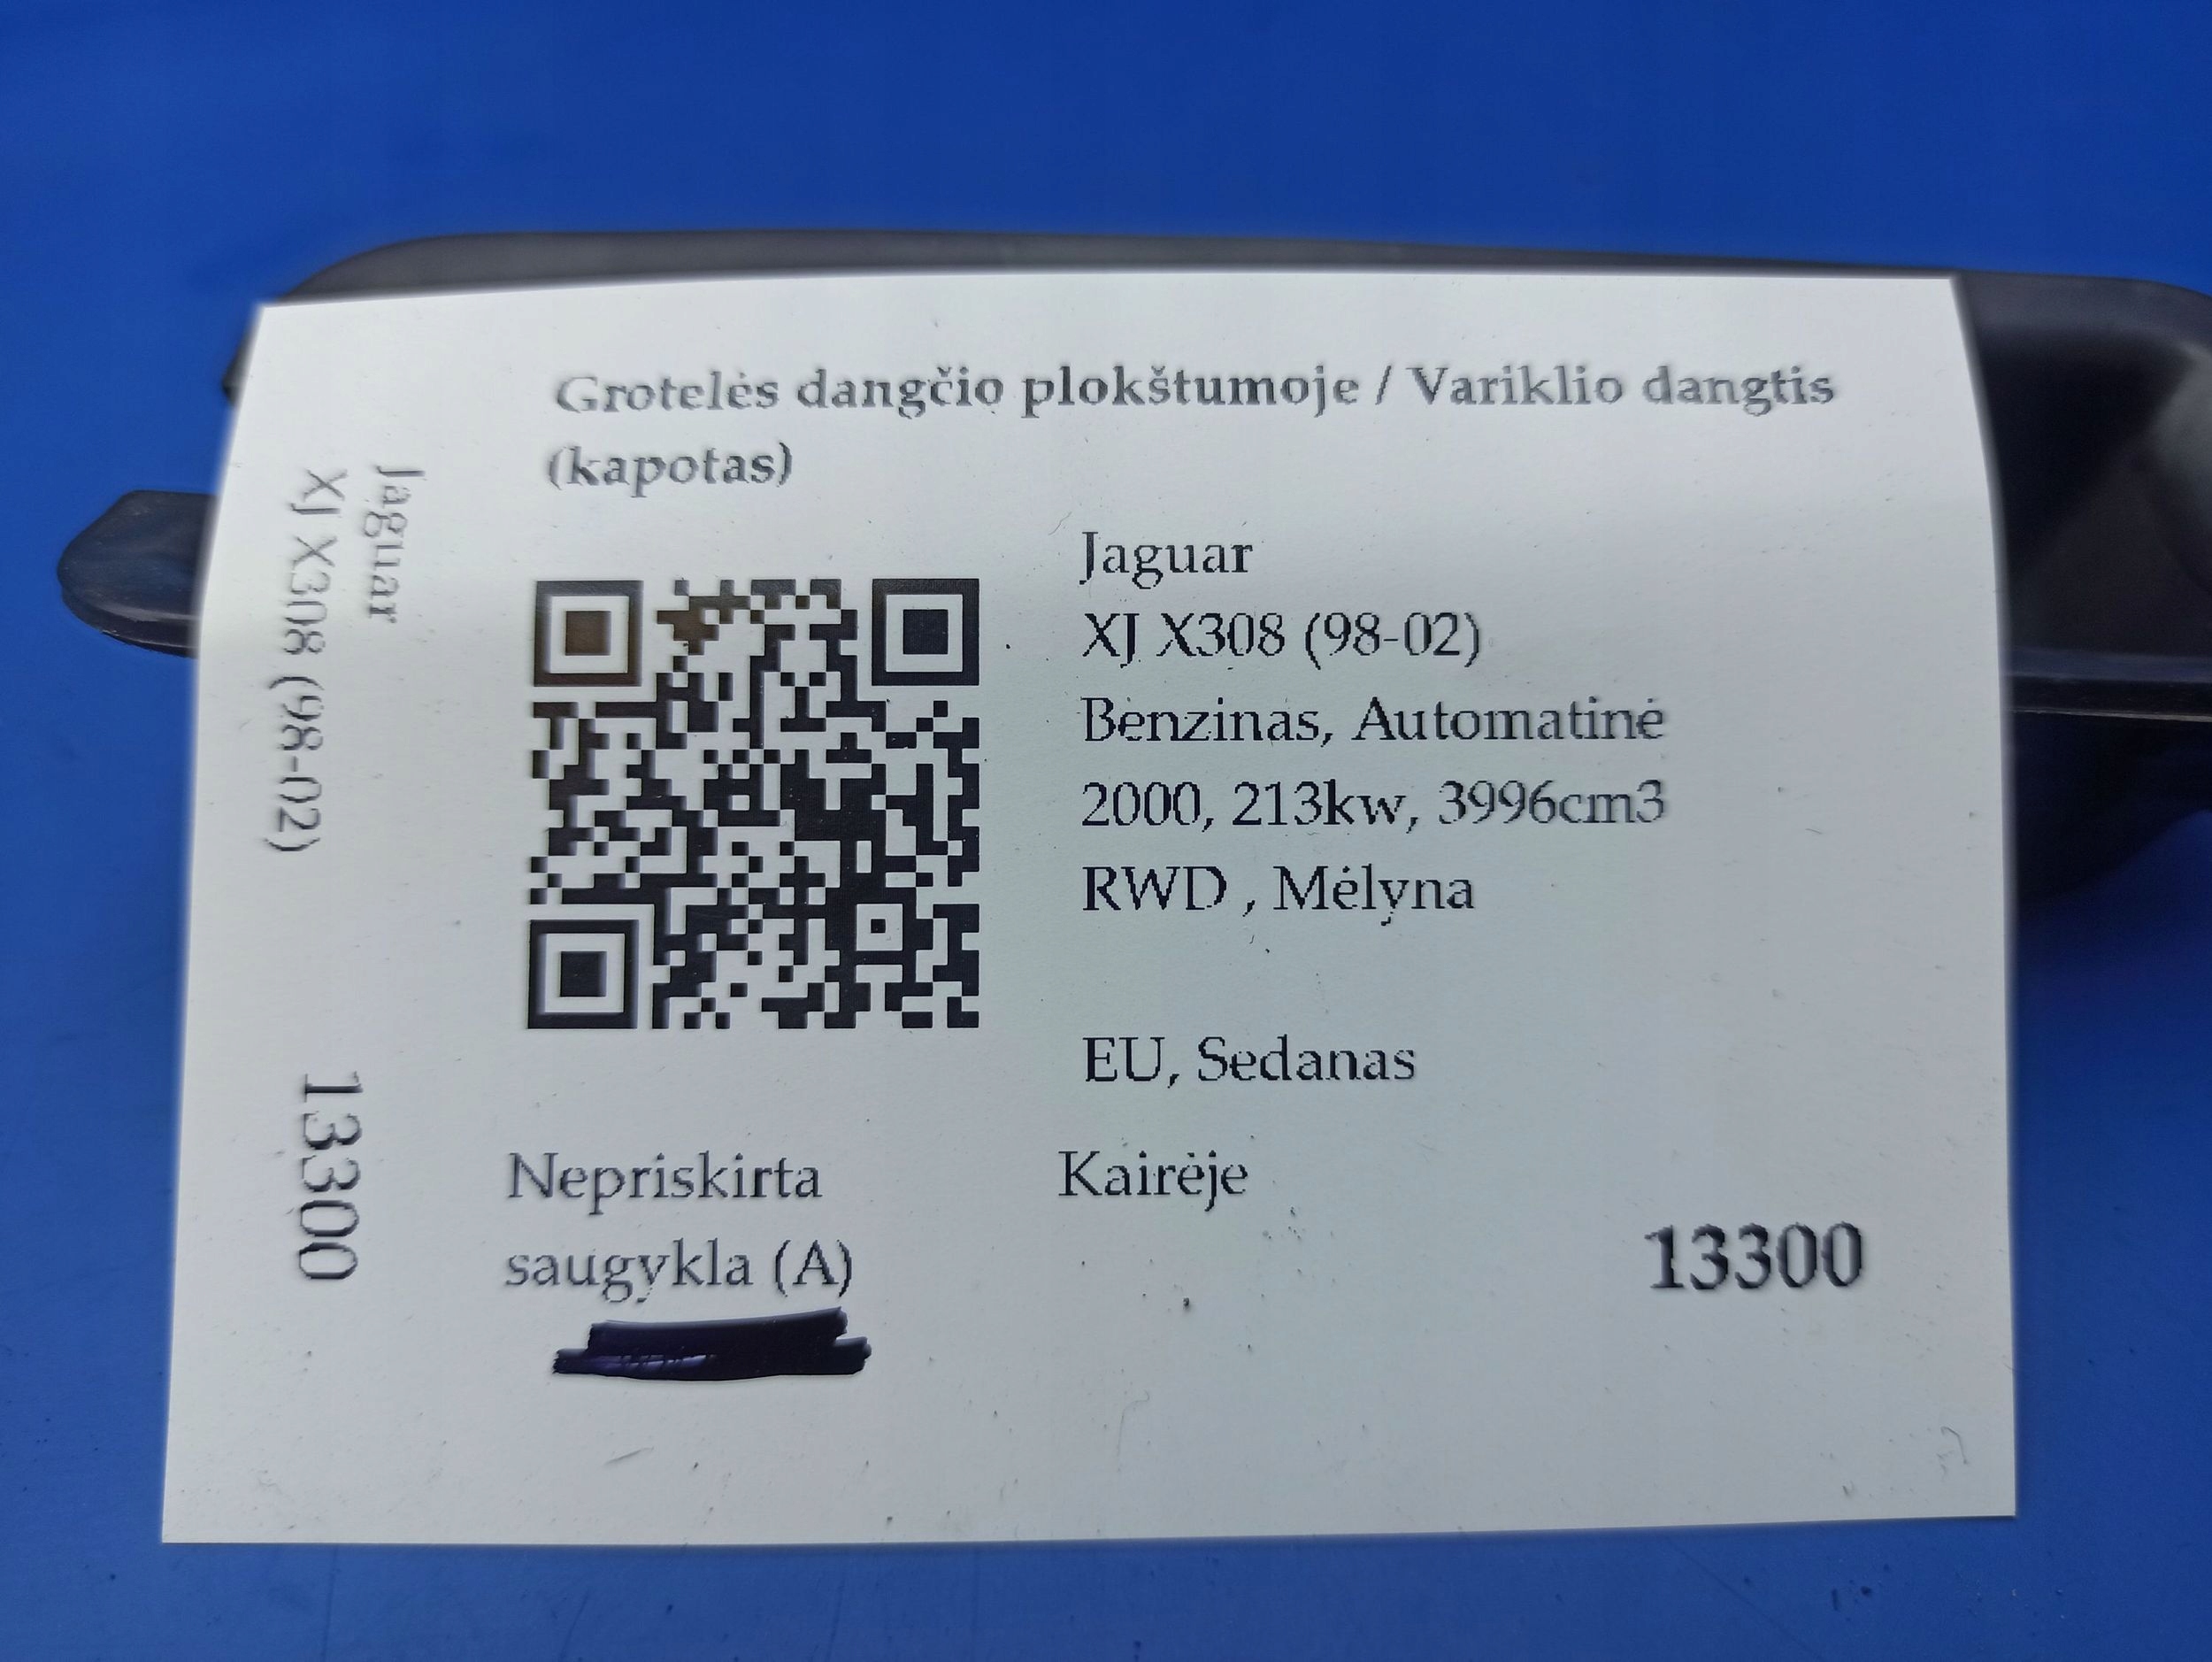 Grotelės dangčio plokštumoje / Variklio dangtis
(kapotas)
Jaguar
XJ X308 (98-02)
Benzinas, Automatinė
2000, 213kw, 3996cm3
RWD , Mėlyna
EU, Sedanas
Nepriskirta
saugykla (A)
Kairėje
13300
Jaguar
XJ X308 (98-02)
13300